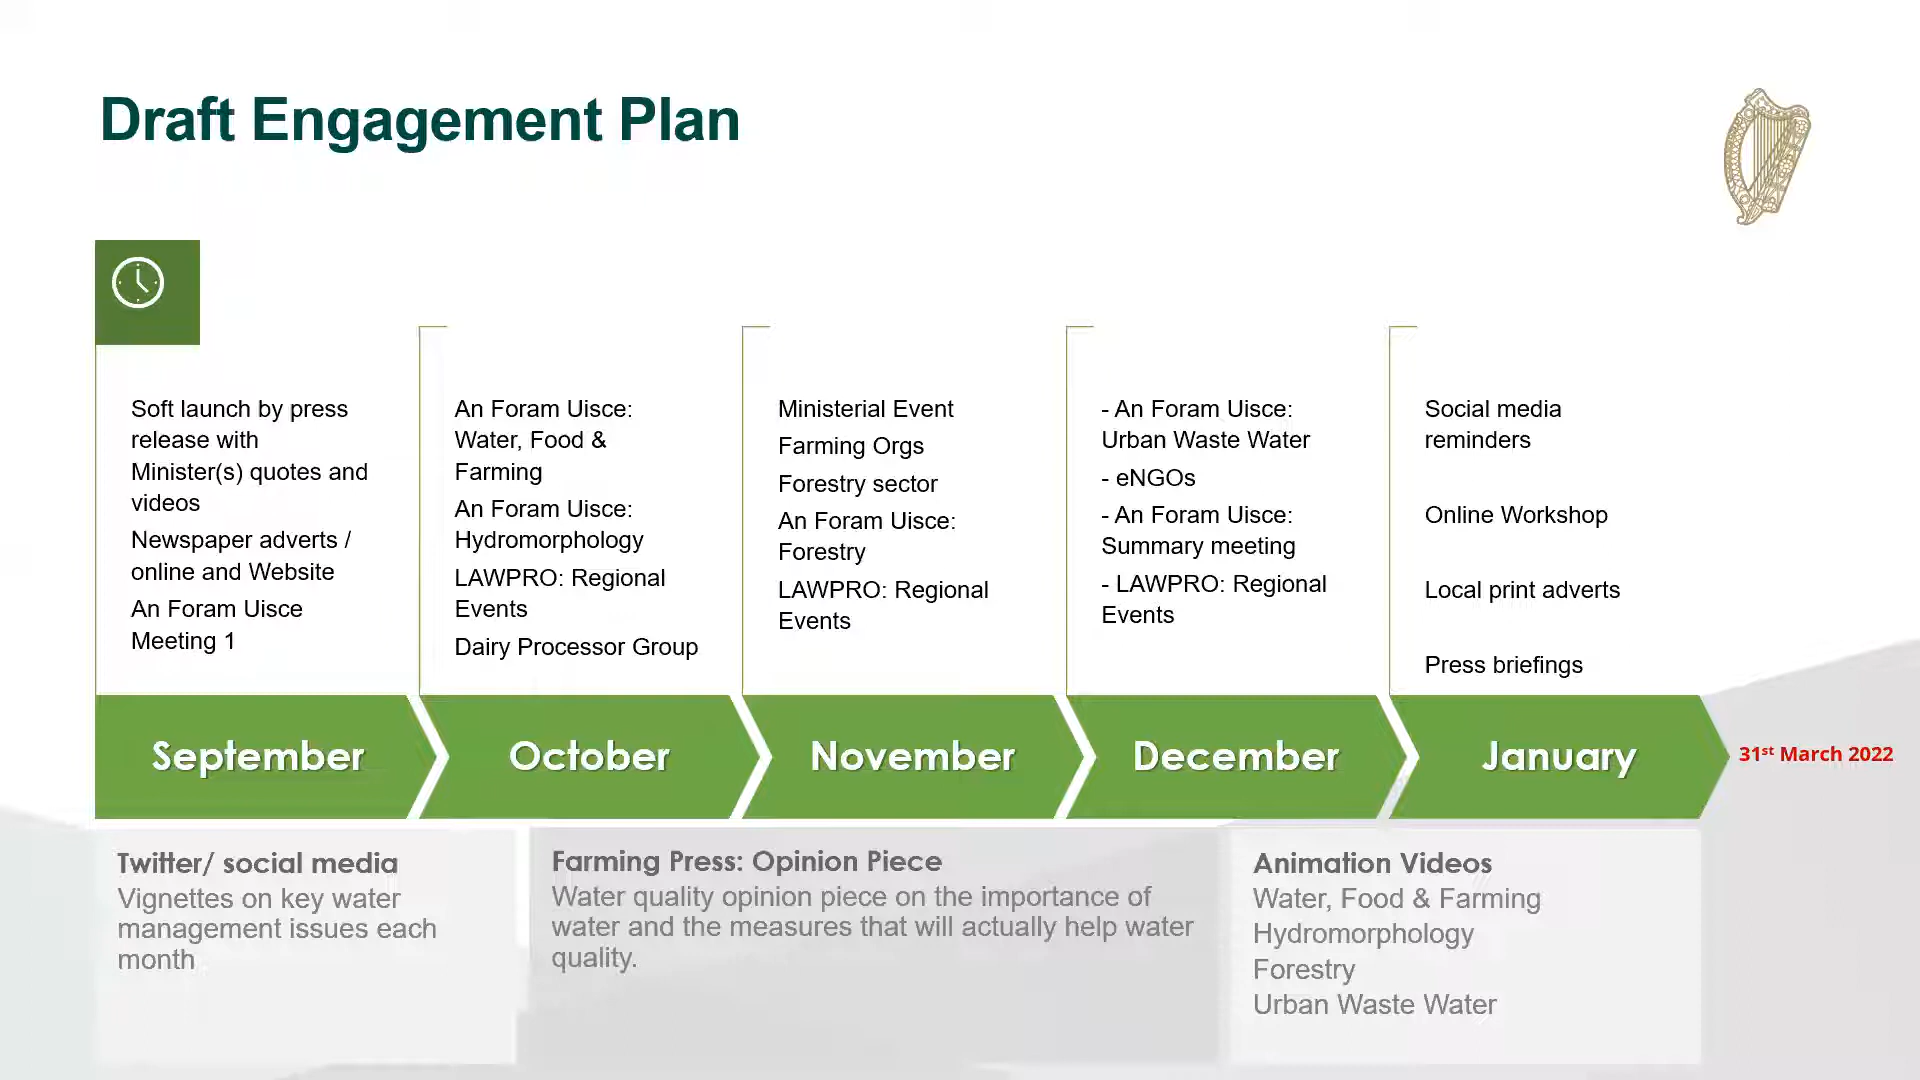 Draft Engagement Plan
Soft launch by press
release with
Minister(s) quotes and
videos
Newspaper adverts /
online and Website
An Foram Uisce
Meeting 1
An Foram Uisce:
Water, Food &
Farming
An Foram Uisce:
Hydromorphology
LAWPRO: Regional
Events
Dairy Processor Group
Ministerial Event
Farming Orgs
Forestry sector
An Foram Uisce:
Forestry
LAWPRO: Regional
Events
- An Foram Uisce:
Urban Waste Water
- eNGOs
- An Foram Uisce:
Summary meeting
- LAWPRO: Regional
Events
Social media
reminders
Online Workshop
Local print adverts
Press briefings
September
October
November
December
January
31st March 2022
Twitter/ social media
Vignettes on key water
management issues each
month
Farming Press: Opinion Piece
Water quality opinion piece on the importance of
water and the measures that will actually help water
quality.
Animation Videos
Water, Food & Farming
Hydromorphology
Forestry
Urban Waste Water